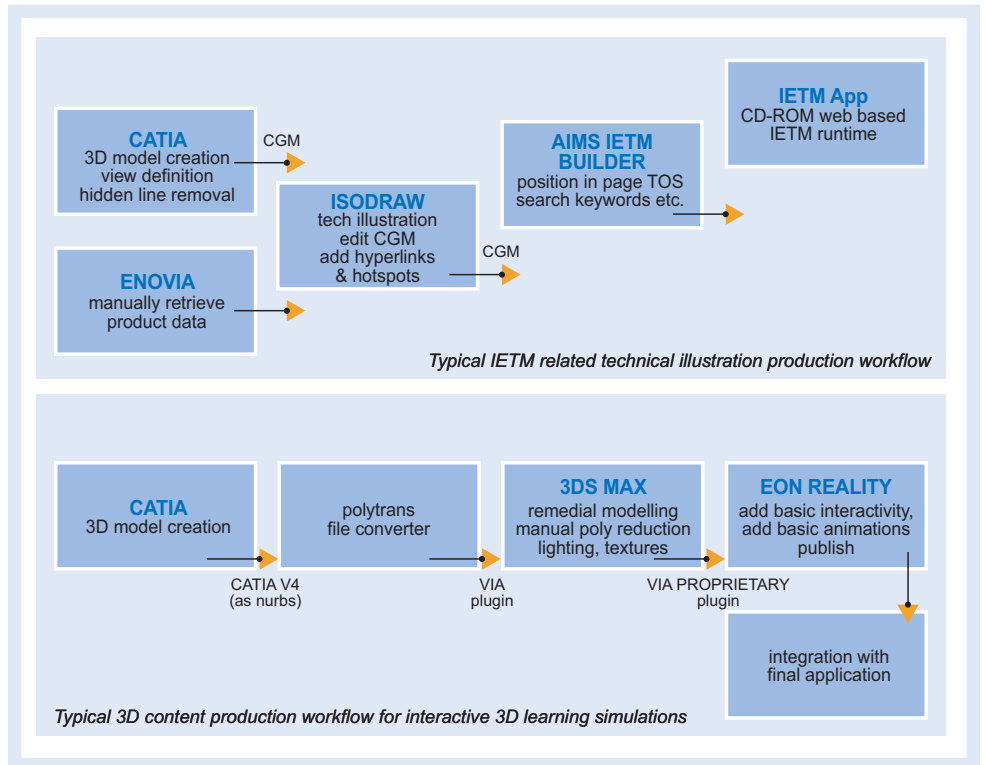 CATIA
3D model creation
view definition
hidden line removal
CGM
ENOVIA
manually retrieve
product data
ISODRAW
tech illustration
edit CGM
add hyperlinks
& hotspots
CGM
AIMS IETM
BUILDER
position in page TOS
search keywords etc.
IETM App
CD-ROM web based
IETM runtime
Typical IETM related technical illustration production workflow
CATIA
3D model creation
CATIA V4
(as nurbs)
polytrans
file converter
VIA
plugin
3DS MAX
remedial modelling
manual poly reduction
lighting, textures
VIA PROPRIETARY
plugin
EON REALITY
add basic interactivity,
add basic animations
publish
integration with
final application
Typical 3D content production workflow for interactive 3D learning simulations